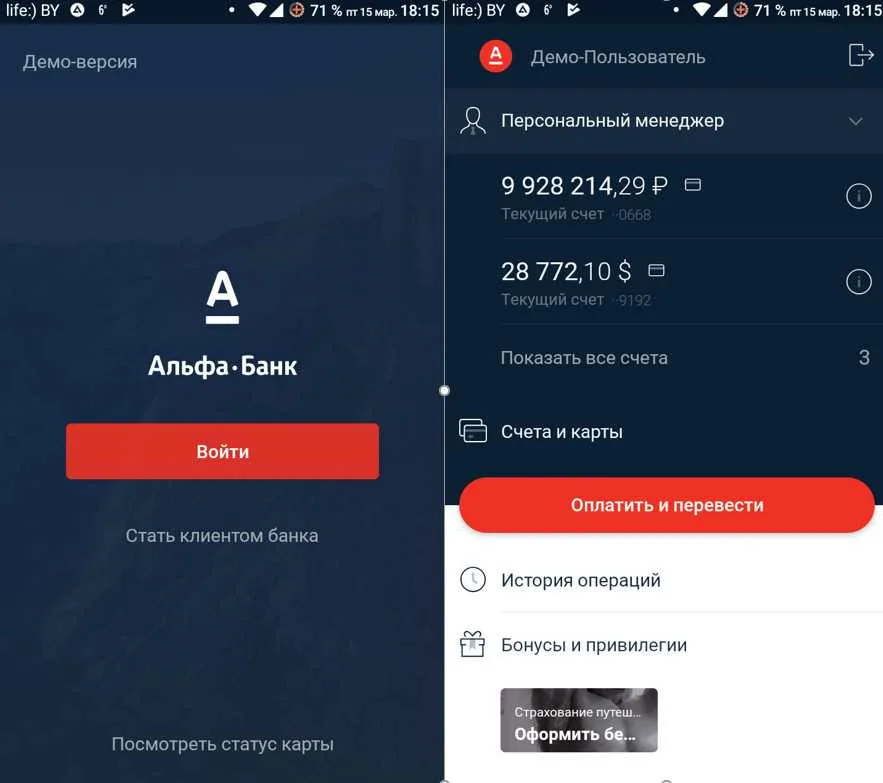 life:) BY 6° 71 % пт 15 мар. 18:15
Демо-версия
А
Альфа·Банк
Войти
Стать клиентом банка
Посмотреть статус карты
life:) BY 6° 71 % пт 15 мар. 18:15
А
Демо-Пользователь
Персональный менеджер
9 928 214,29 ₽
Текущий счет ··0668
28 772,10 $
Текущий счет ··9192
Показать все счета 3
Счета и карты
Оплатить и перевести
История операций
Бонусы и привилегии
Страхование путеш...
Оформить бе...